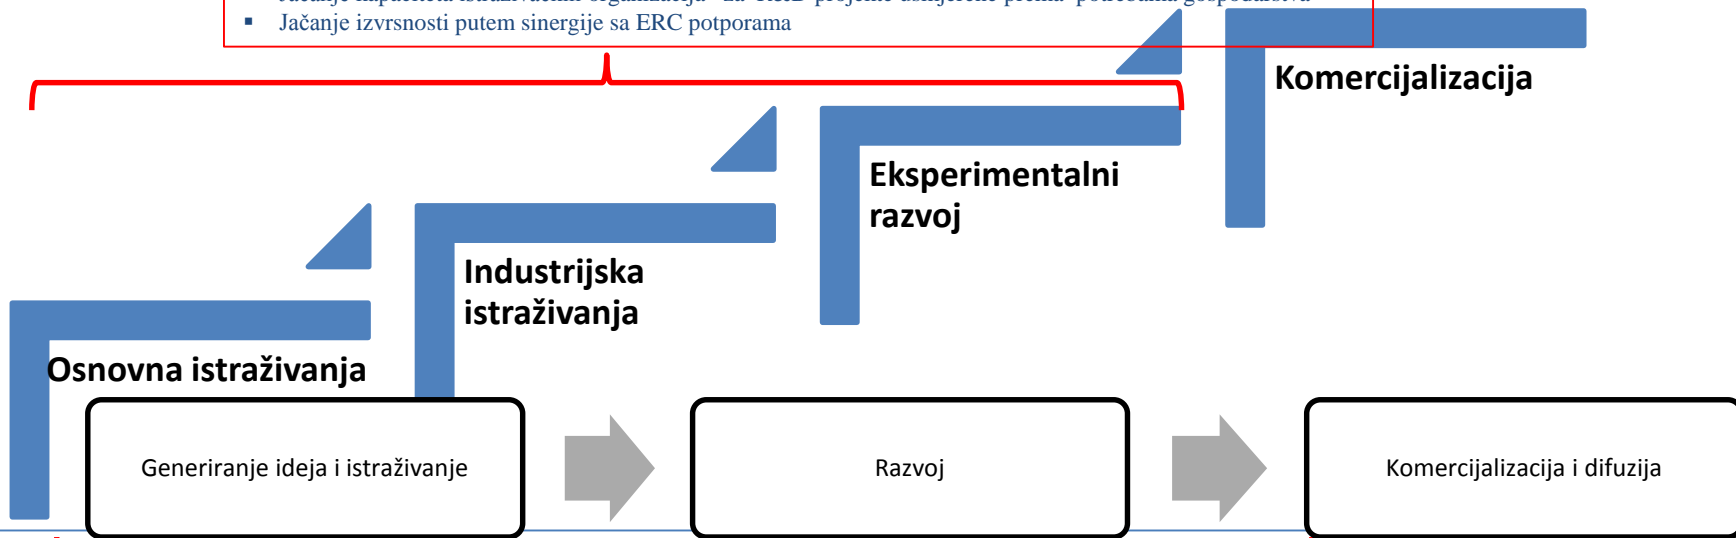 ▪ Jačanje izvrsnosti putem sinergije sa ERC potporama
Komercijalizacija
Eksperimentalni
razvoj
Industrijska
istraživanja
Osnovna istraživanja
Generiranje ideja i istraživanje
Razvoj
Komercijalizacija i difuzija